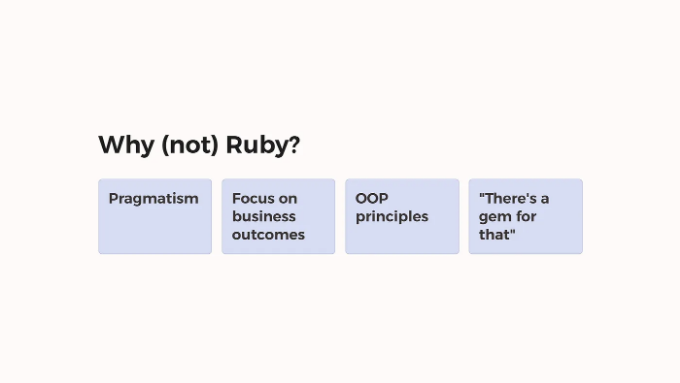 Why (not) Ruby?
Pragmatism
Focus on
business
outcomes
OOP
principles
"There's a
gem for
that"